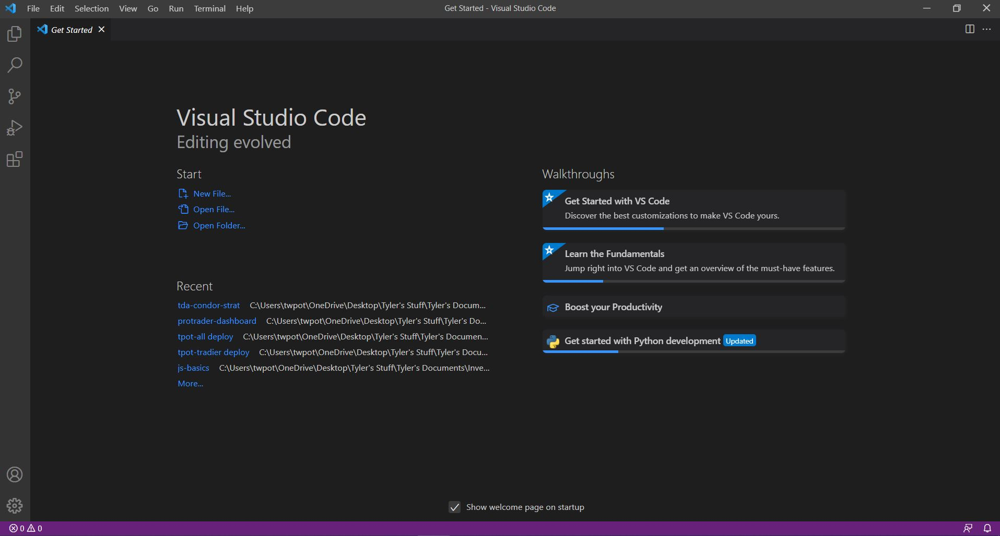 File Edit Selection View Go Run Terminal Help
Get Started - Visual Studio Code
Get Started
Visual Studio Code
Editing evolved
Start
New File...
Open File...
Open Folder...
Recent
tda-condor-strat C:\Users\twpot\OneDrive\Desktop\Tyler's Stuff\Tyler's Docum...
protrader-dashboard C:\Users\twpot\OneDrive\Desktop\Tyler's Stuff\Tyler's Do...
tpot-all deploy C:\Users\twpot\OneDrive\Desktop\Tyler's Stuff\Tyler's Documen...
tpot-tradier deploy C:\Users\twpot\OneDrive\Desktop\Tyler's Stuff\Tyler's Docu...
js-basics C:\Users\twpot\OneDrive\Desktop\Tyler's Stuff\Tyler's Documents\Inve...
More...
Walkthroughs
Get Started with VS Code
Discover the best customizations to make VS Code yours.
Learn the Fundamentals
Jump right into VS Code and get an overview of the must-have features.
Boost your Productivity
Get started with Python development Updated
Show welcome page on startup
0 0